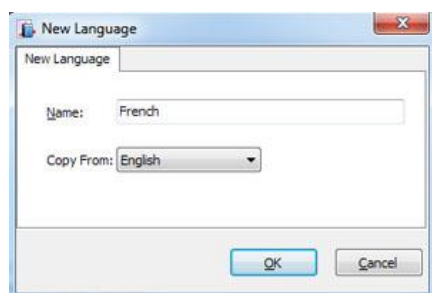 New Language
New Language
Name: French
Copy From: English
OK Cancel